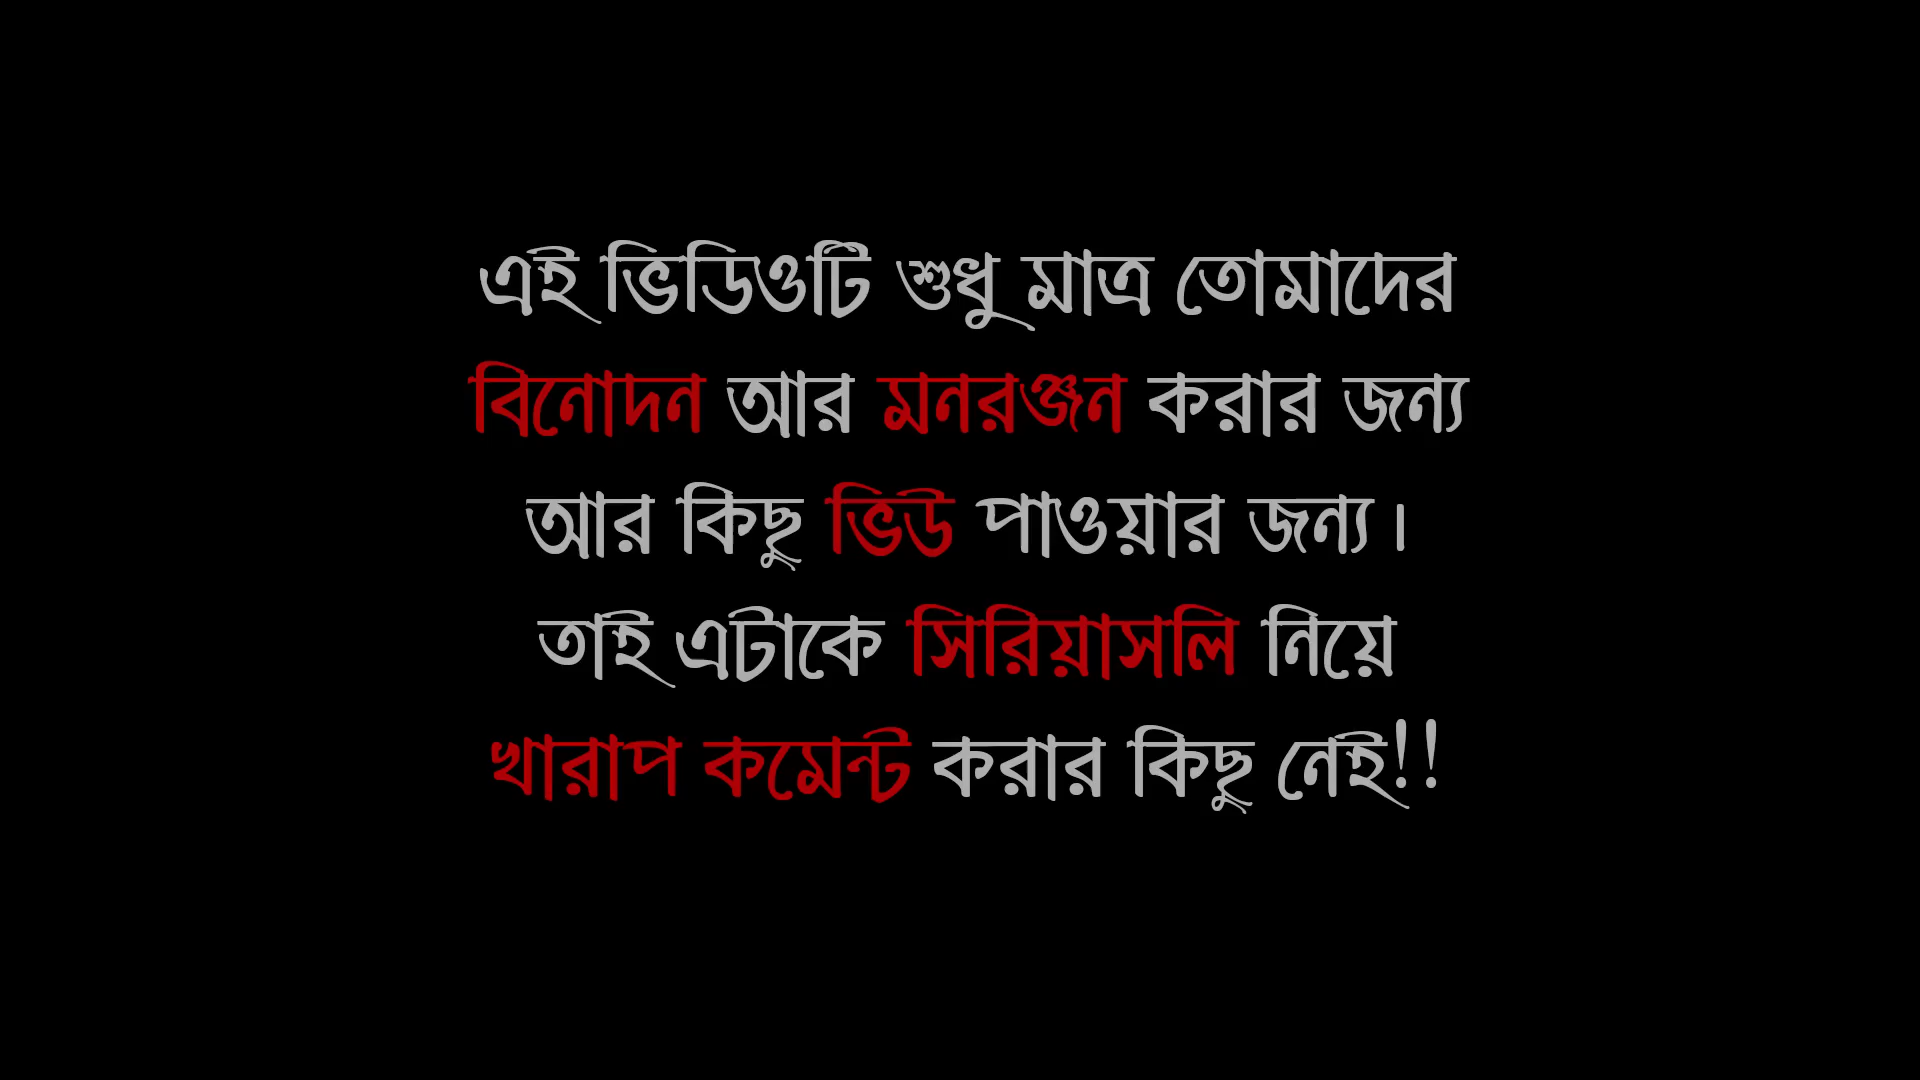 এই ভিডিওটি শুধু মাত্র তোমাদের
বিনোদন আর মনরঞ্জন করার জন্য
আর কিছু ভিউ পাওয়ার জন্য।
তাই এটাকে সিরিয়াসলি নিয়ে
খারাপ কমেন্ট করার কিছু নেই!!